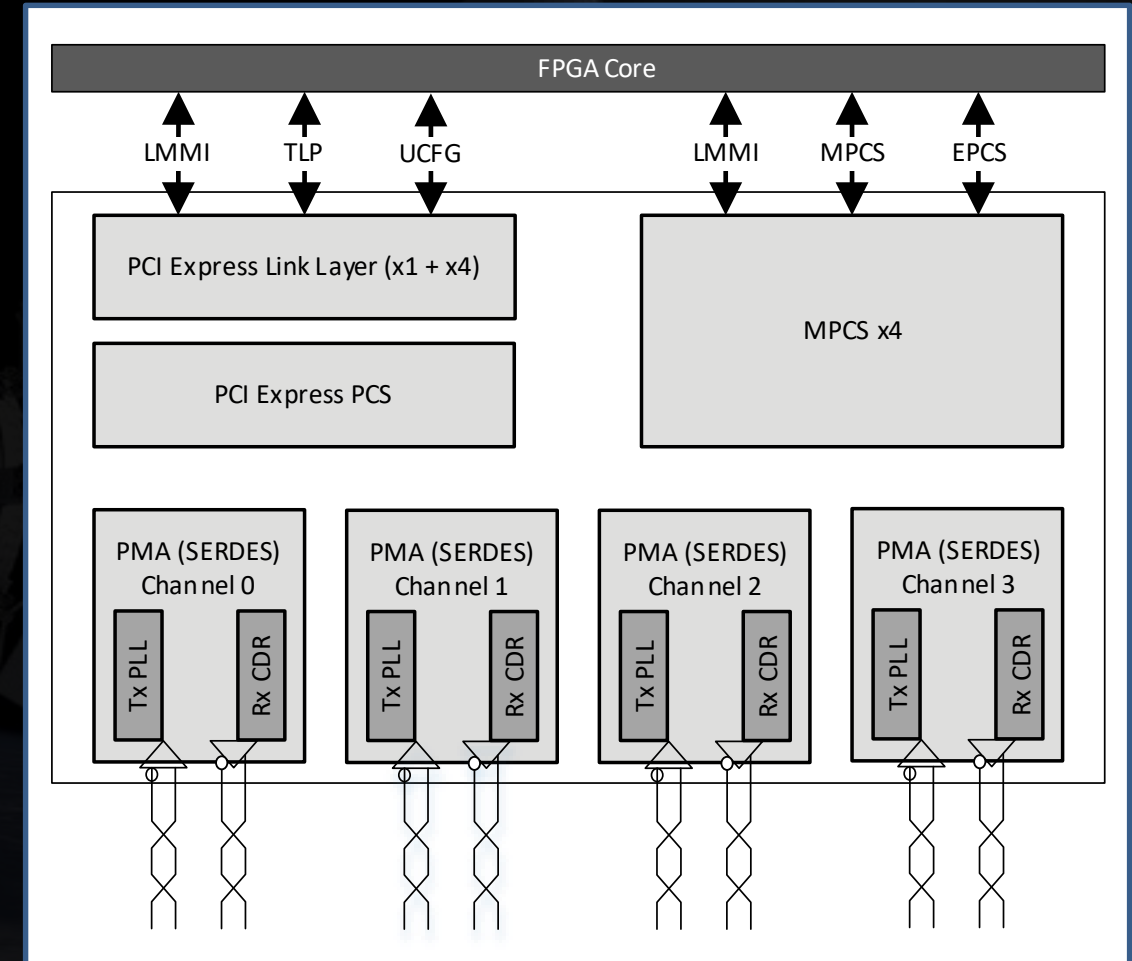 FPGA Core
LMMI TLP UCFG LMMI MPCS EPCS
PCI Express Link Layer (x1 + x4)
MPCS x4
PCI Express PCS
PMA (SERDES)
Channel 0
Tx PLL
Rx CDR
PMA (SERDES)
Channel 1
Tx PLL
Rx CDR
PMA (SERDES)
Channel 2
Tx PLL
Rx CDR
PMA (SERDES)
Channel 3
Tx PLL
Rx CDR